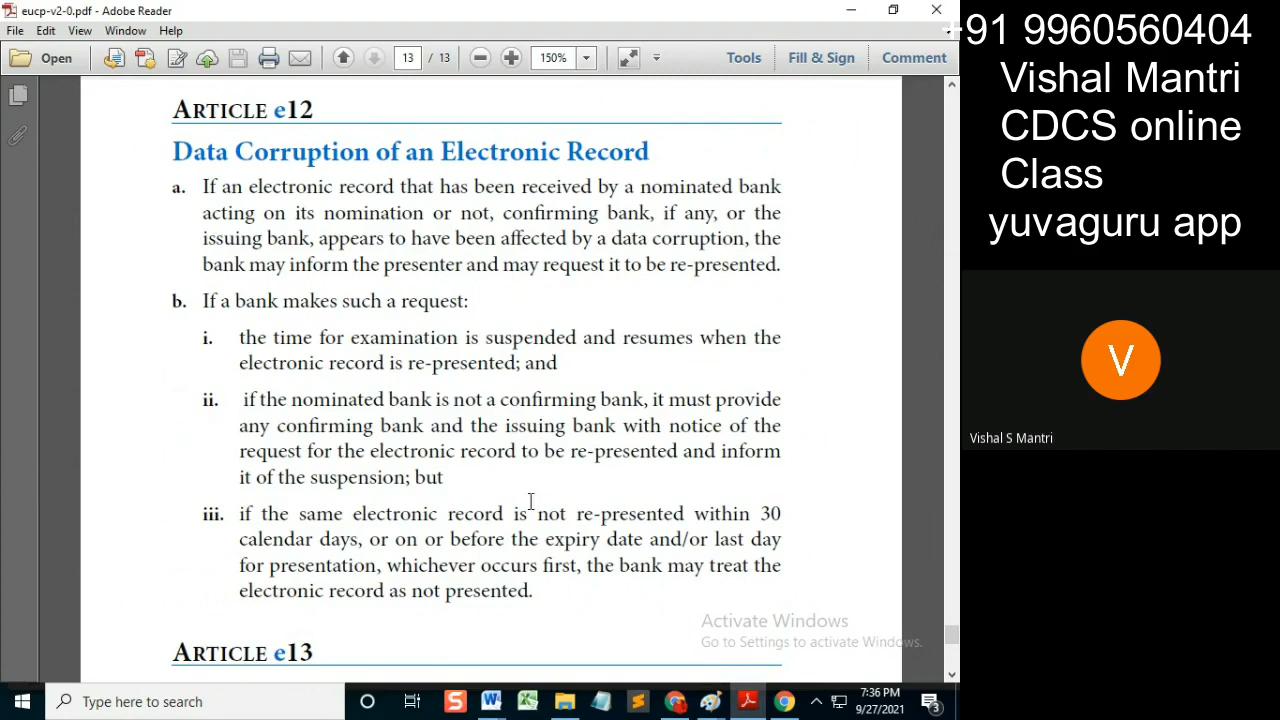 eucp-v2-0.pdf - Adobe Reader
File Edit View Window Help
Open 13 / 13 150% Tools Fill & Sign Comment
ARTICLE e12
Data Corruption of an Electronic Record
a. If an electronic record that has been received by a nominated bank
acting on its nomination or not, confirming bank, if any, or the
issuing bank, appears to have been affected by a data corruption, the
bank may inform the presenter and may request it to be re-presented.
b. If a bank makes such a request:
i. the time for examination is suspended and resumes when the
electronic record is re-presented; and
ii. if the nominated bank is not a confirming bank, it must provide
any confirming bank and the issuing bank with notice of the
request for the electronic record to be re-presented and inform
it of the suspension; but
iii. if the same electronic record is not re-presented within 30
calendar days, or on or before the expiry date and/or last day
for presentation, whichever occurs first, the bank may treat the
electronic record as not presented.
ARTICLE e13
Activate Windows
Go to Settings to activate Windows.
Type here to search
7:36 PM
9/27/2021
3
+91 9960560404
Vishal Mantri
CDCS online
Class
yuvaguru app
V
Vishal S Mantri